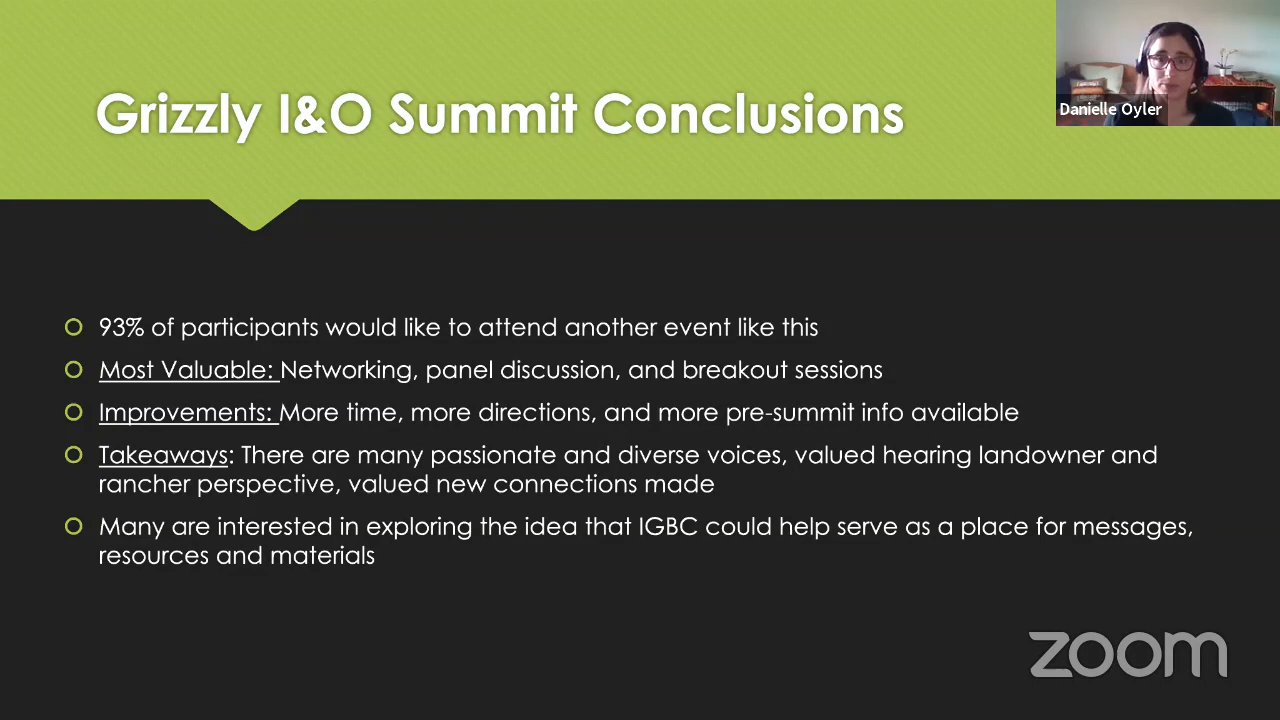 Grizzly I&O Summit Conclusions
Danielle Oyler
93% of participants would like to attend another event like this
Most Valuable: Networking, panel discussion, and breakout sessions
Improvements: More time, more directions, and more pre-summit info available
Takeaways: There are many passionate and diverse voices, valued hearing landowner and
rancher perspective, valued new connections made
Many are interested in exploring the idea that IGBC could help serve as a place for messages,
resources and materials
zoom